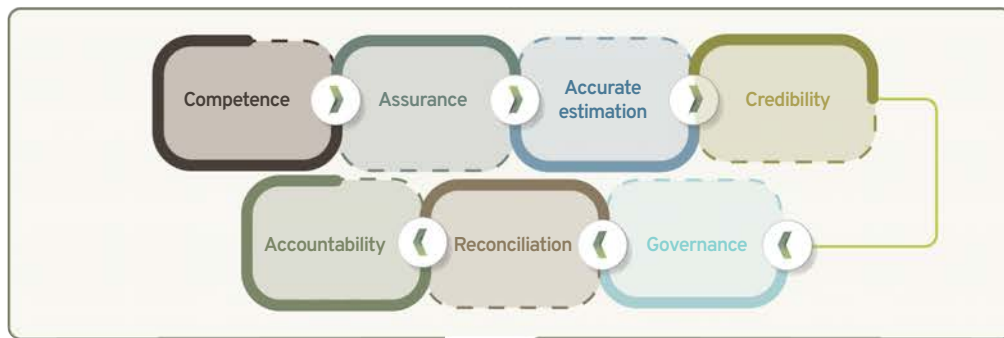 Competence
Assurance
Accurate
estimation
Credibility
Governance
Reconciliation
Accountability